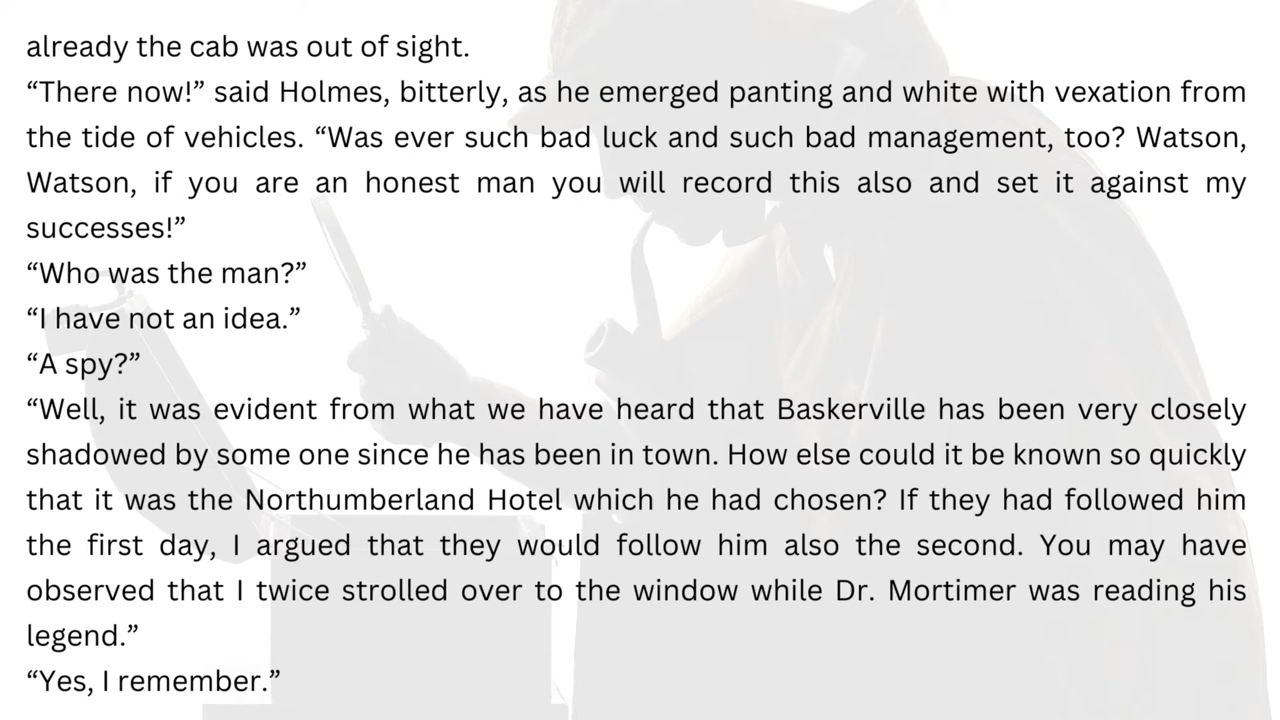 already the cab was out of sight.
“There now!” said Holmes, bitterly, as he emerged panting and white with vexation from
the tide of vehicles. “Was ever such bad luck and such bad management, too? Watson,
Watson, if you are an honest man you will record this also and set it against my
successes!”
“Who was the man?”
“I have not an idea.”
“A spy?”
“Well, it was evident from what we have heard that Baskerville has been very closely
shadowed by some one since he has been in town. How else could it be known so quickly
that it was the Northumberland Hotel which he had chosen? If they had followed him
the first day, I argued that they would follow him also the second. You may have
observed that I twice strolled over to the window while Dr. Mortimer was reading his
legend.”
“Yes, I remember.”